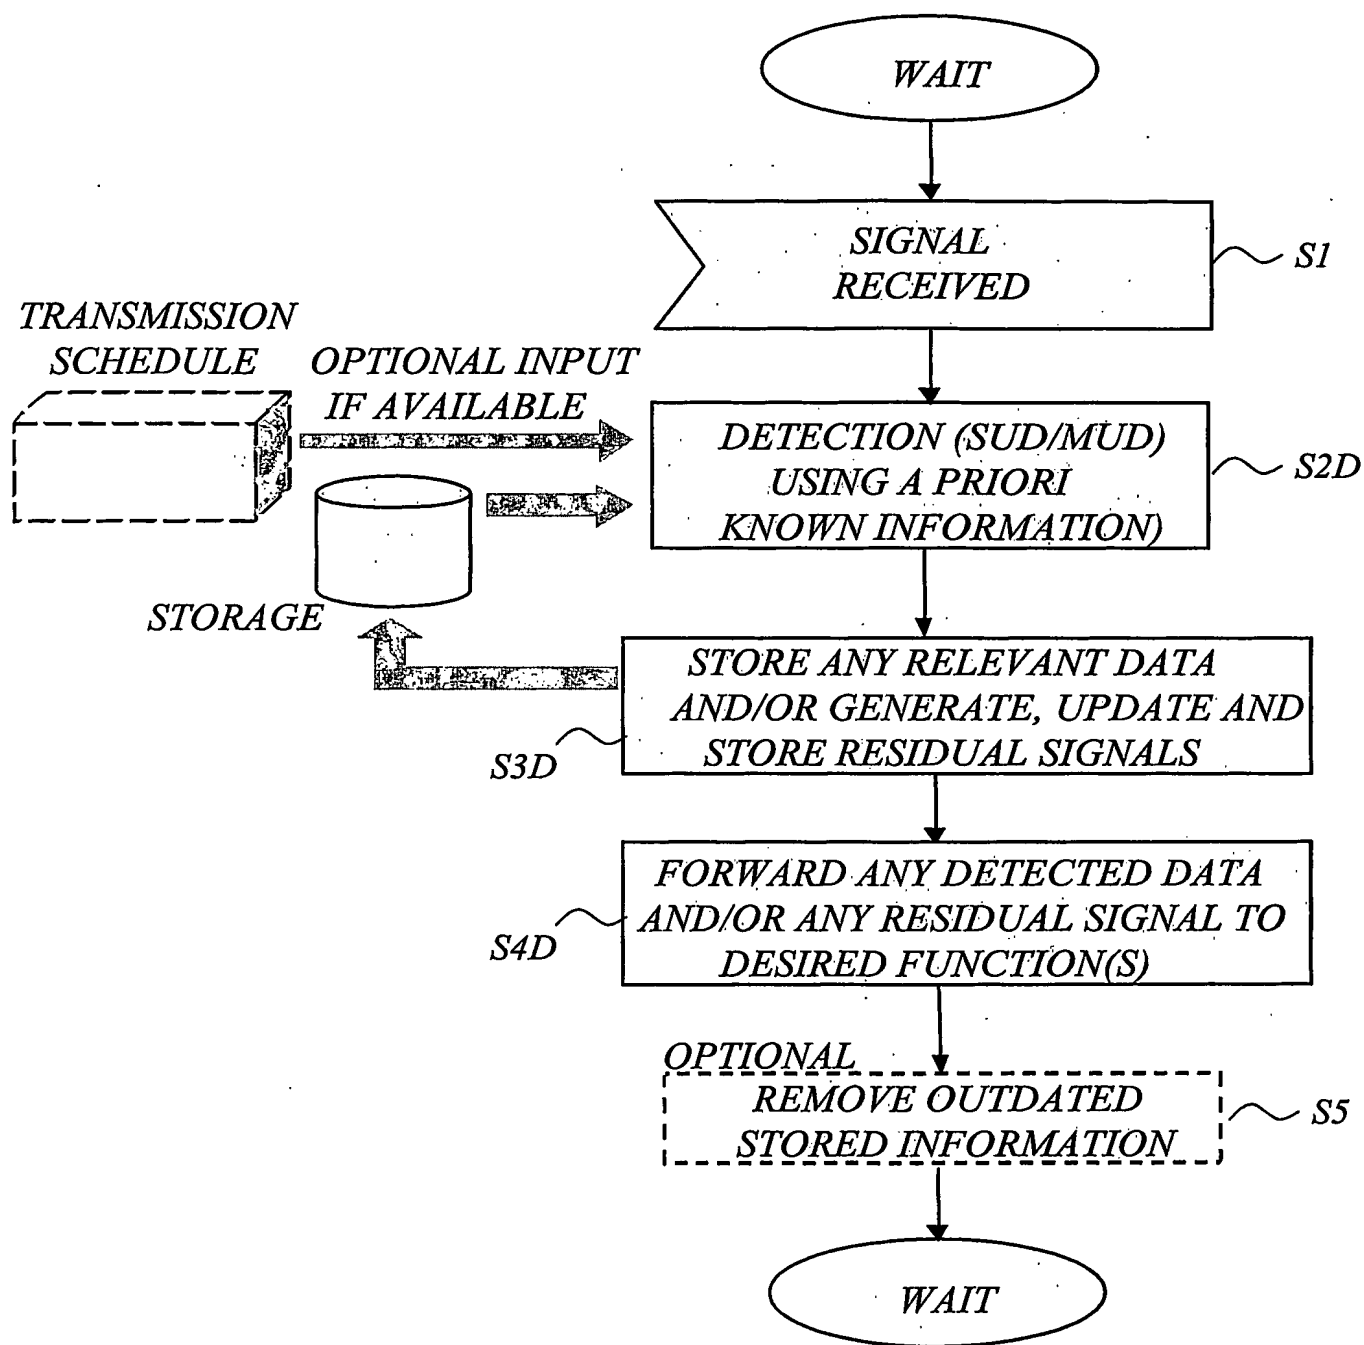 WAIT
SIGNAL
RECEIVED
S1
TRANSMISSION
SCHEDULE
OPTIONAL INPUT
IF AVAILABLE
DETECTION (SUD/MUD)
USING A PRIORI
KNOWN INFORMATION)
S2D
STORAGE
STORE ANY RELEVANT DATA
AND/OR GENERATE, UPDATE AND
STORE RESIDUAL SIGNALS
S3D
FORWARD ANY DETECTED DATA
AND/OR ANY RESIDUAL SIGNAL TO
DESIRED FUNCTION(S)
S4D
OPTIONAL
REMOVE OUTDATED
STORED INFORMATION
S5
WAIT